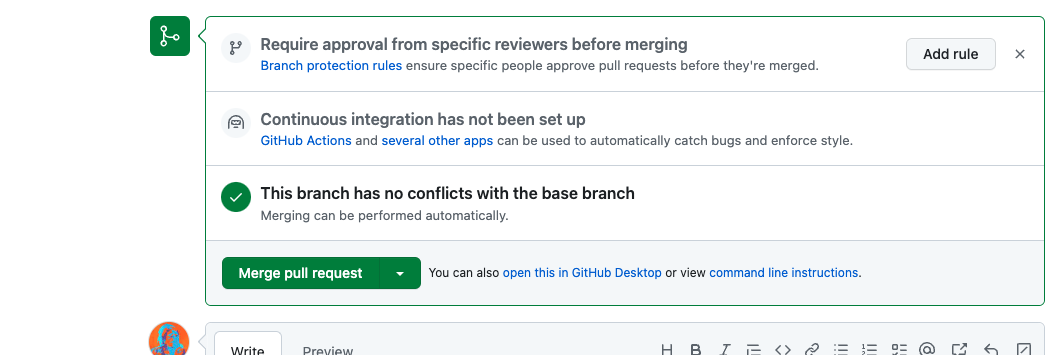 Require approval from specific reviewers before merging
Branch protection rules ensure specific people approve pull requests before they're merged.
Add rule
Continuous integration has not been set up
GitHub Actions and several other apps can be used to automatically catch bugs and enforce style.
This branch has no conflicts with the base branch
Merging can be performed automatically.
Merge pull request
You can also open this in GitHub Desktop or view command line instructions.
Write
Preview